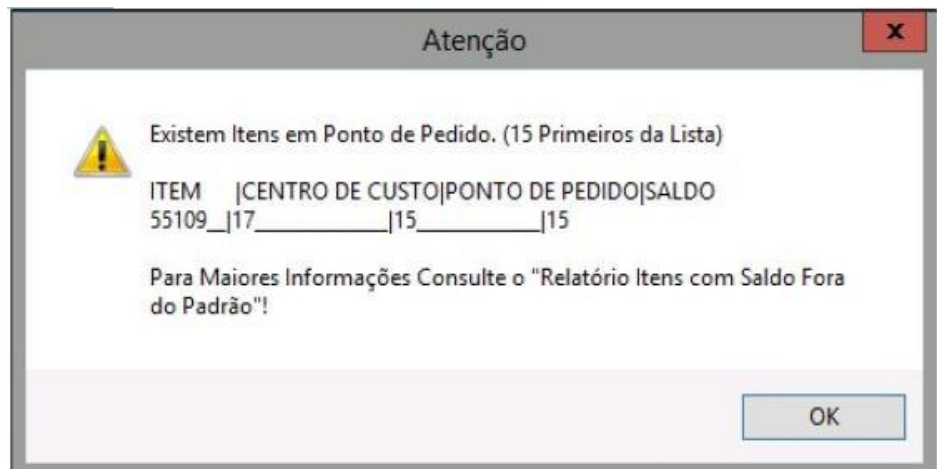 Atenção
x
Existem Itens em Ponto de Pedido. (15 Primeiros da Lista)
ITEM |CENTRO DE CUSTO|PONTO DE PEDIDO|SALDO
55109__|17____________|15___________|15
Para Maiores Informações Consulte o "Relatório Itens com Saldo Fora
do Padrão"!
OK